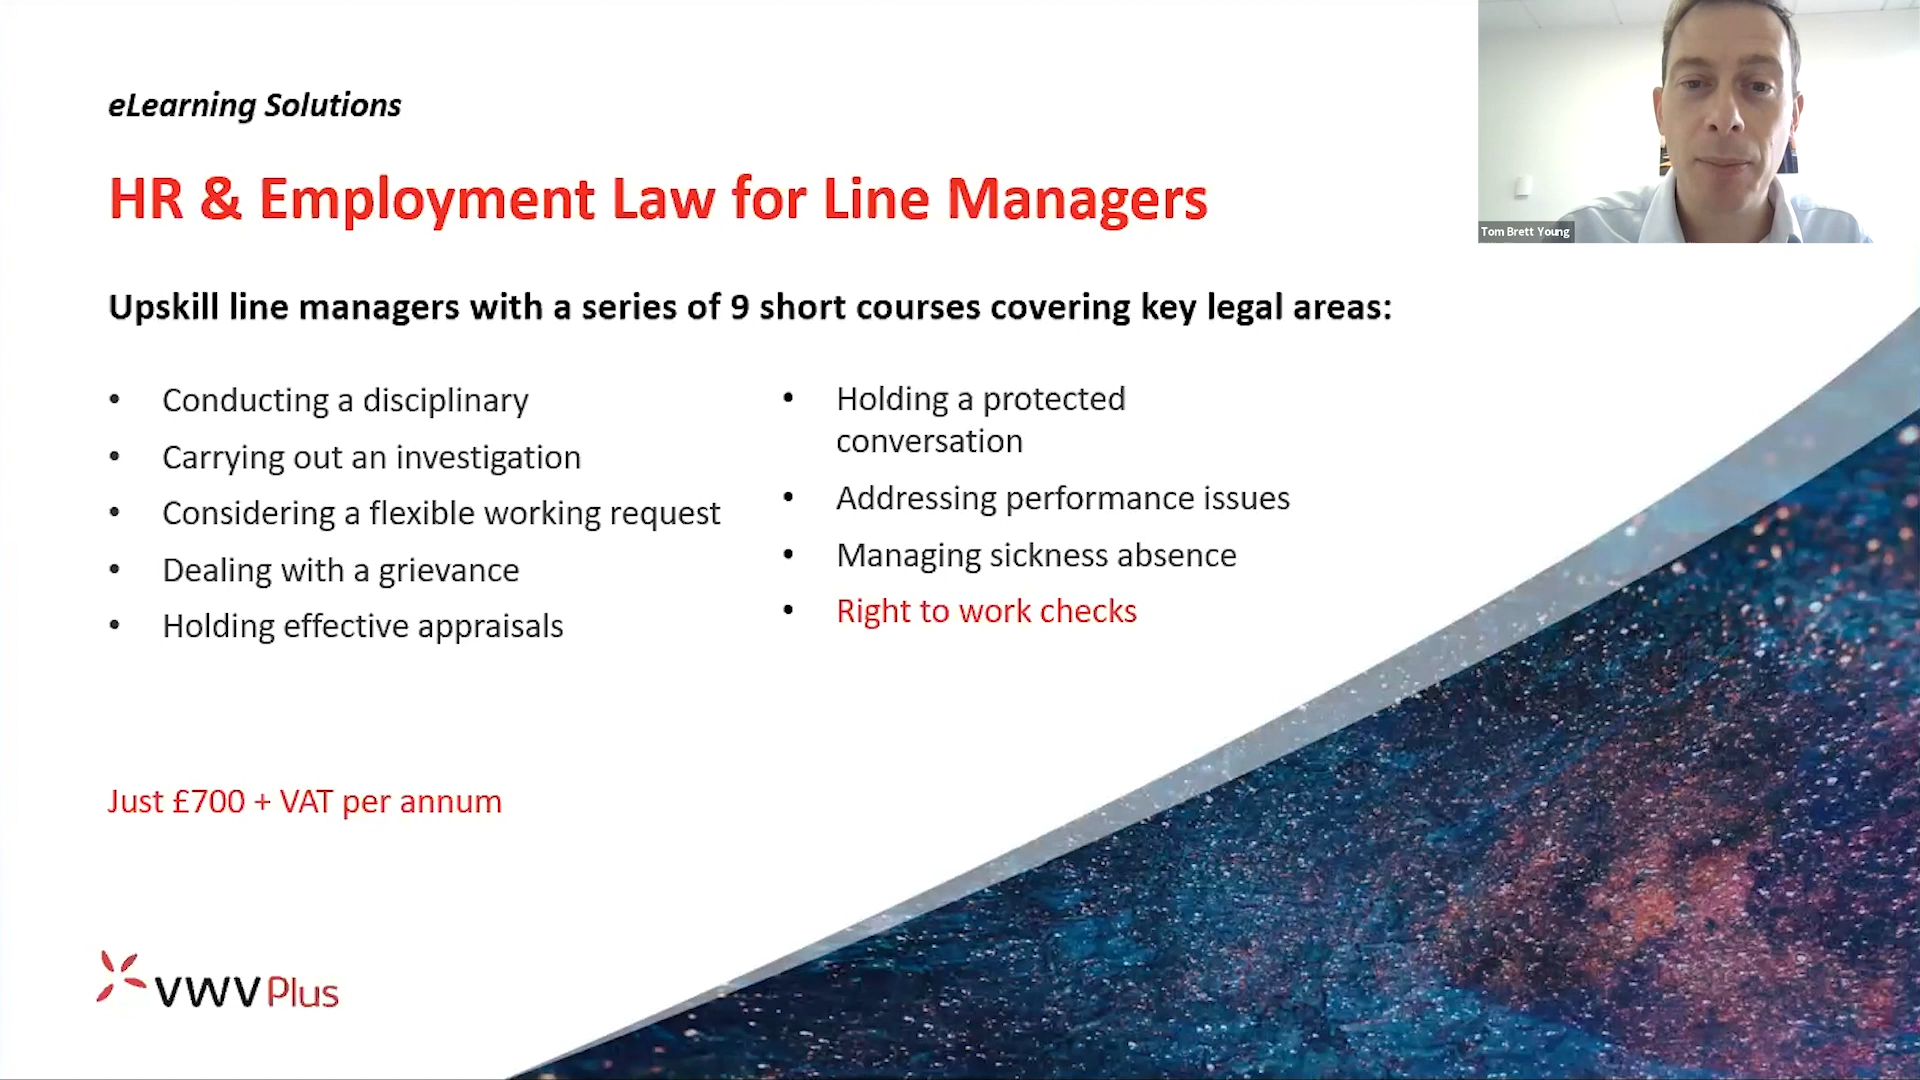 eLearning Solutions
HR & Employment Law for Line Managers
Tom Brett Young
Upskill line managers with a series of 9 short courses covering key legal areas:
• Conducting a disciplinary
• Carrying out an investigation
• Considering a flexible working request
• Dealing with a grievance
• Holding effective appraisals
• Holding a protected
conversation
• Addressing performance issues
• Managing sickness absence
• Right to work checks
Just £700 + VAT per annum
VWV Plus